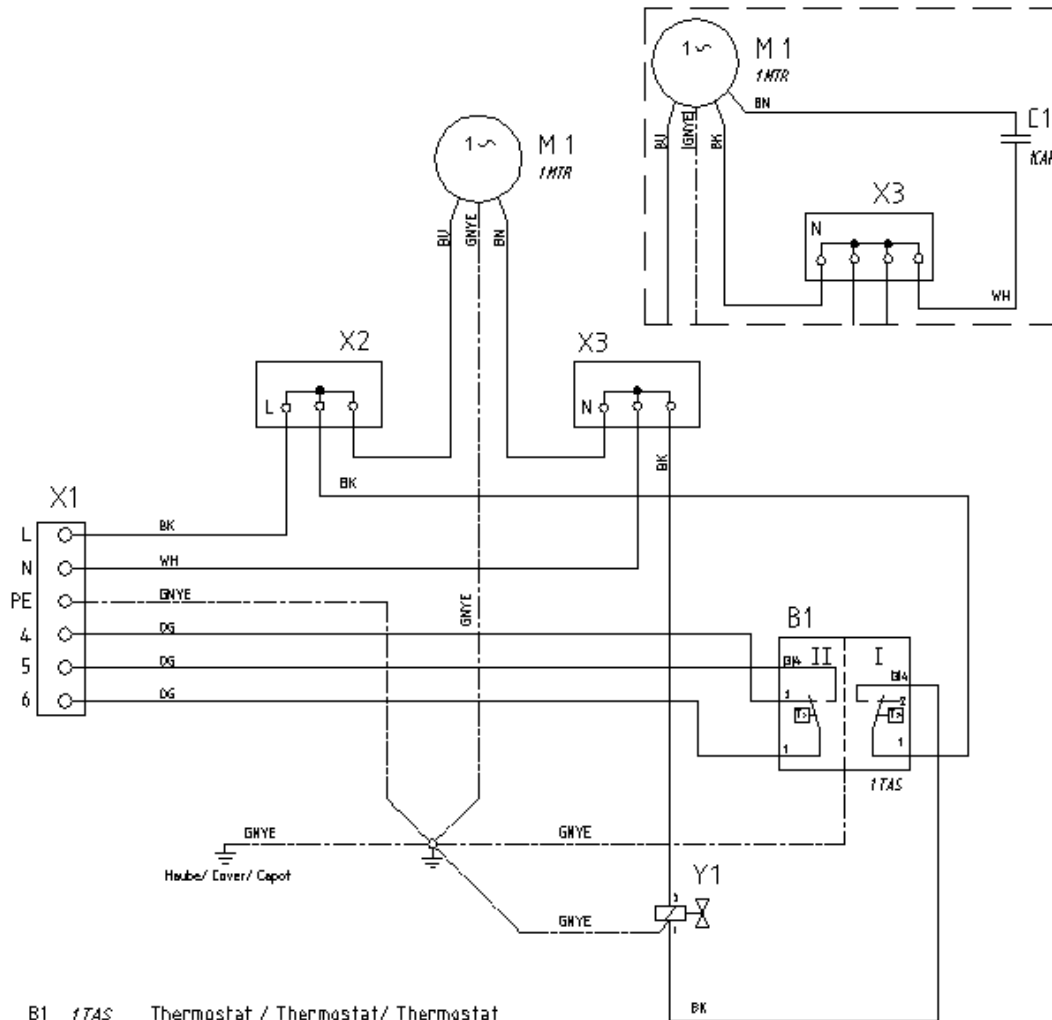 1~
M 1
1MTR
BN
BU
GNYE
BK
C1
X3
N
WH
1~
M 1
1MTR
BU
GNYE
BN
X2
L
X3
N
BK
BK
X1
L
BK
N
WH
PE
GNYE
GNYE
4
DG
5
DG
6
DG
B1
II
I
T>
T>
1
1
2
1TAS
GNYE
GNYE
Haube/ Cover/ Capot
Y1
GNYE
BK
B1 1TAS Thermostat / Thermostat/ Thermostat